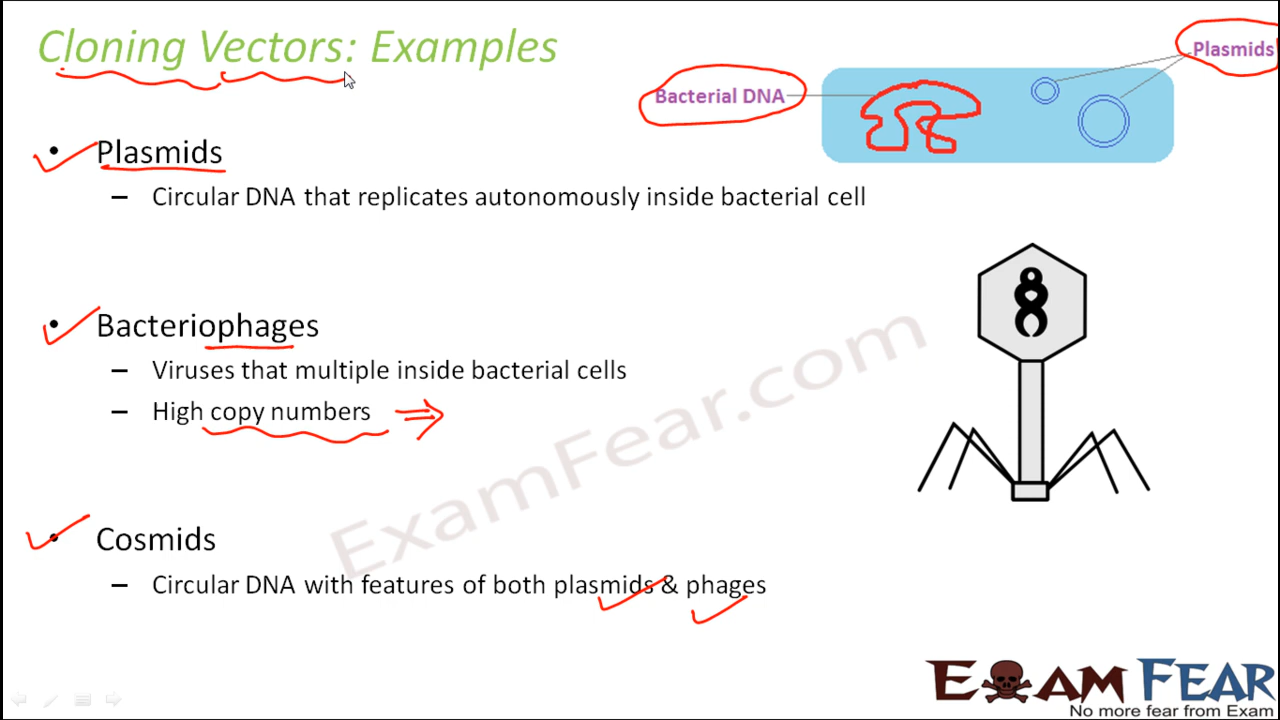 Cloning Vectors: Examples
Plasmids
Bacterial DNA
• Plasmids
– Circular DNA that replicates autonomously inside bacterial cell
• Bacteriophages
– Viruses that multiple inside bacterial cells
– High copy numbers
ExamFear.com
• Cosmids
– Circular DNA with features of both plasmids & phages
EXAM FEAR
No more fear from Exam